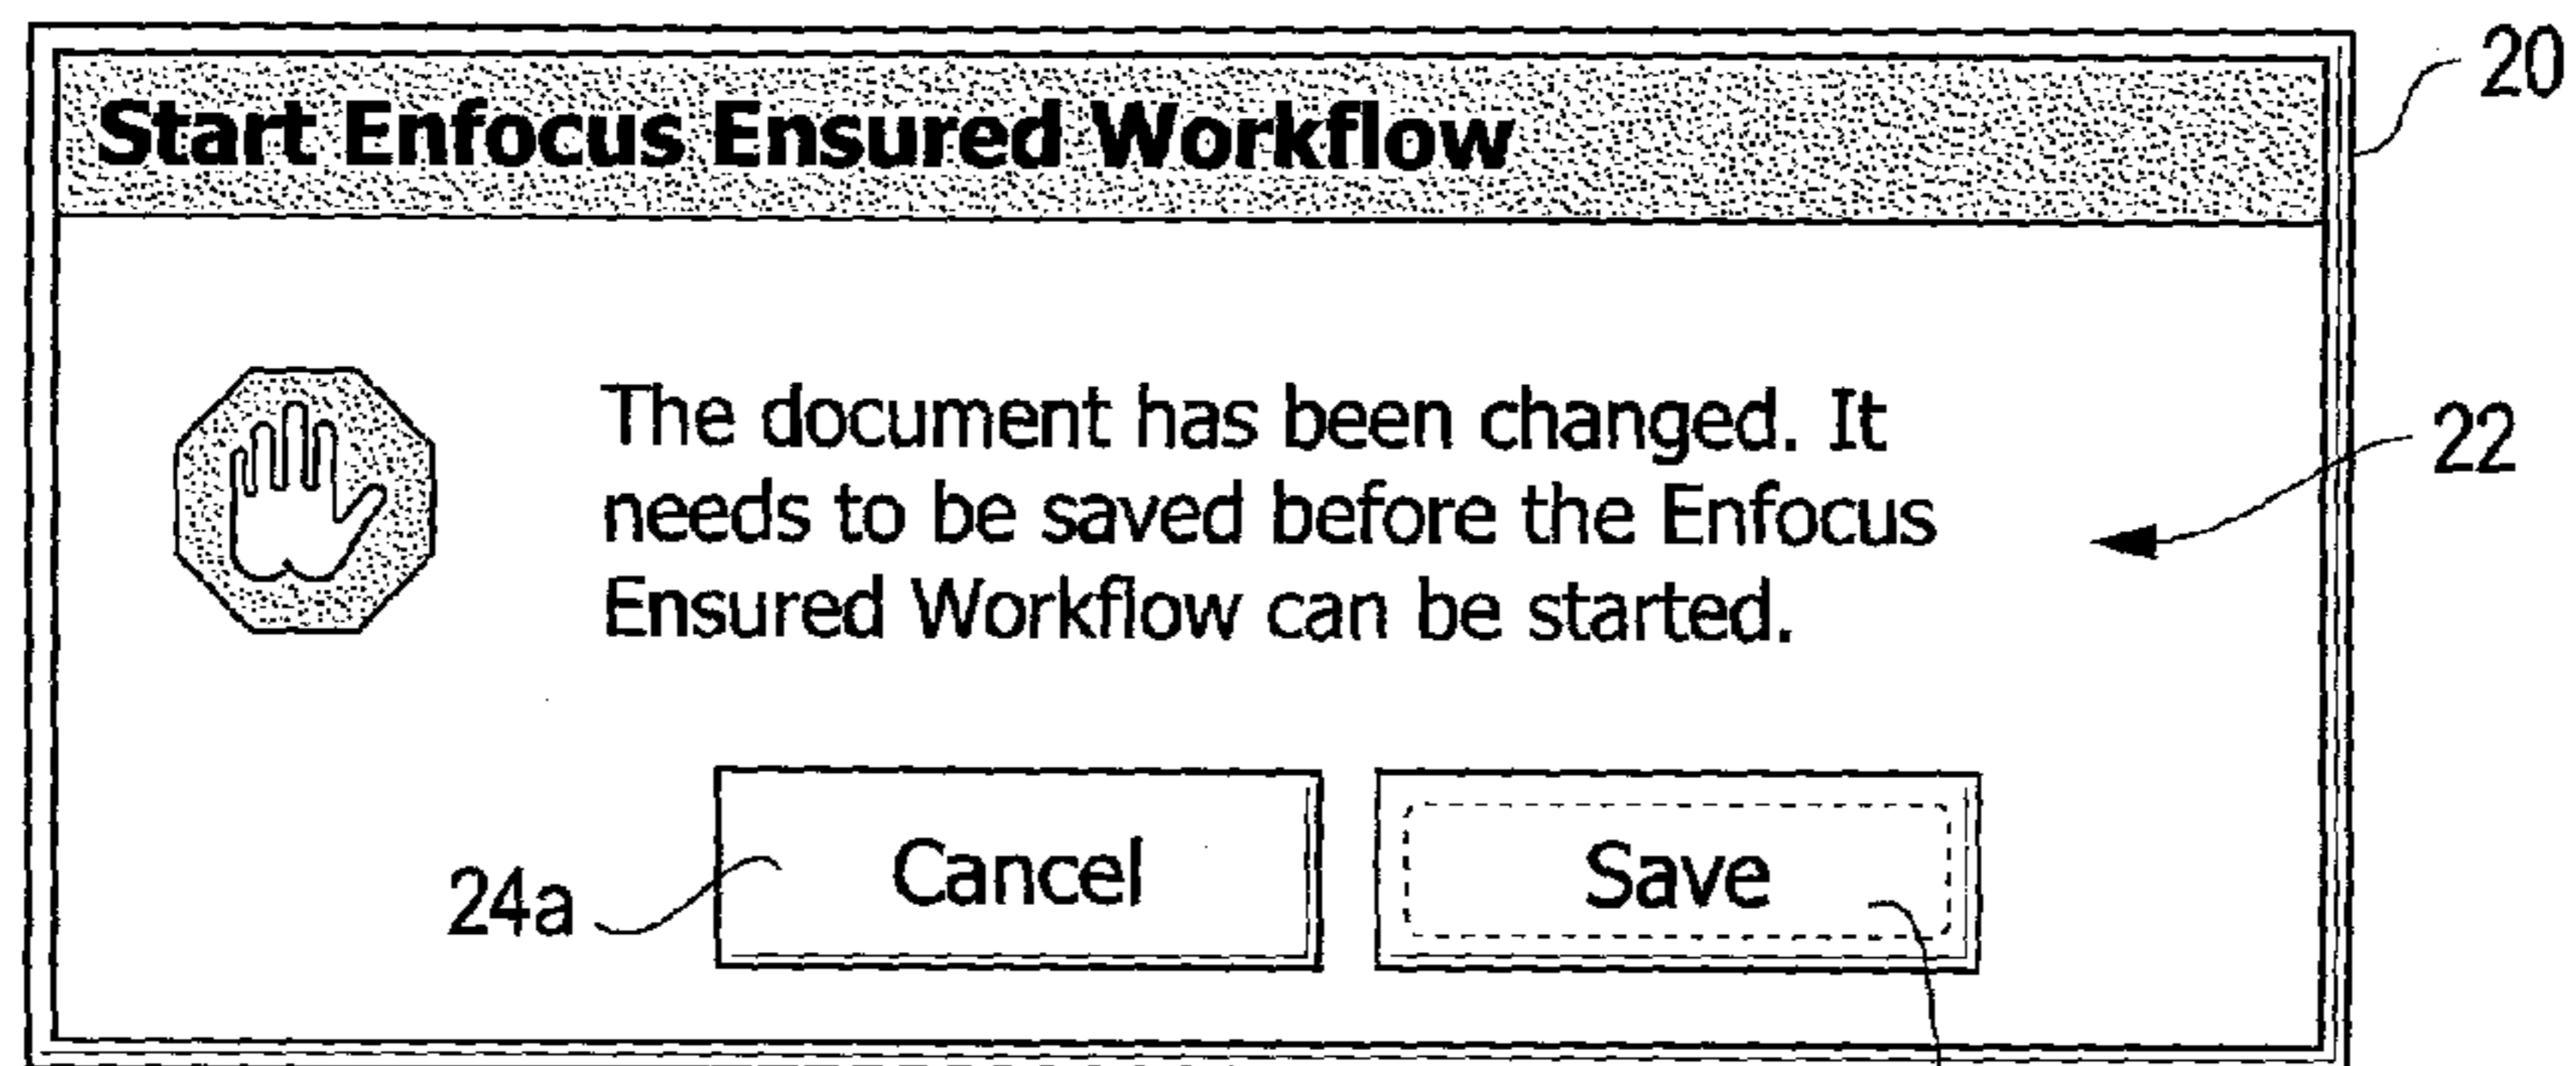 Start Enfocus Ensured Workflow
20
The document has been changed. It
needs to be saved before the Enfocus
Ensured Workflow can be started.
22
Cancel
Save
24a